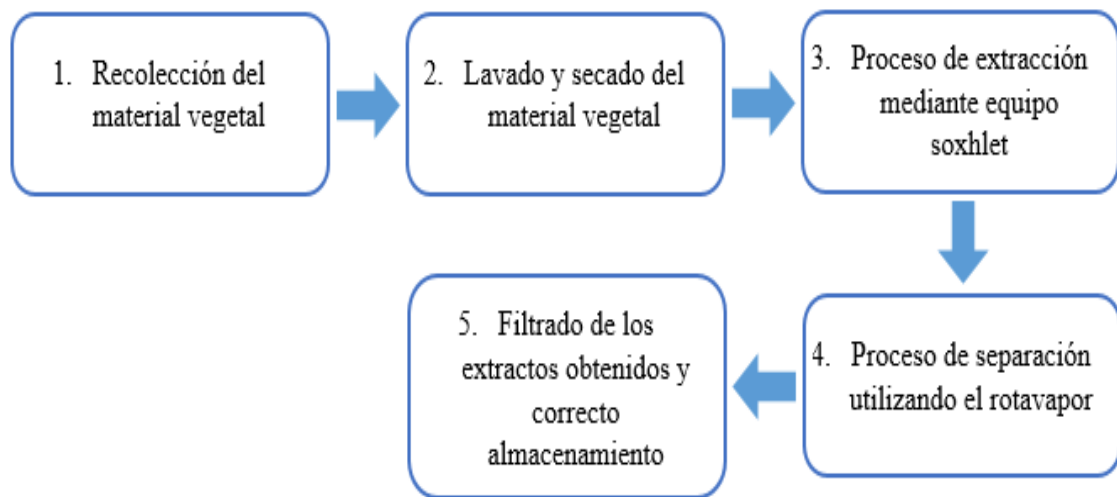 1. Recolección del
material vegetal
2. Lavado y secado del
material vegetal
3. Proceso de extracción
mediante equipo
soxhlet
4. Proceso de separación
utilizando el rotavapor
5. Filtrado de los
extractos obtenidos y
correcto
almacenamiento